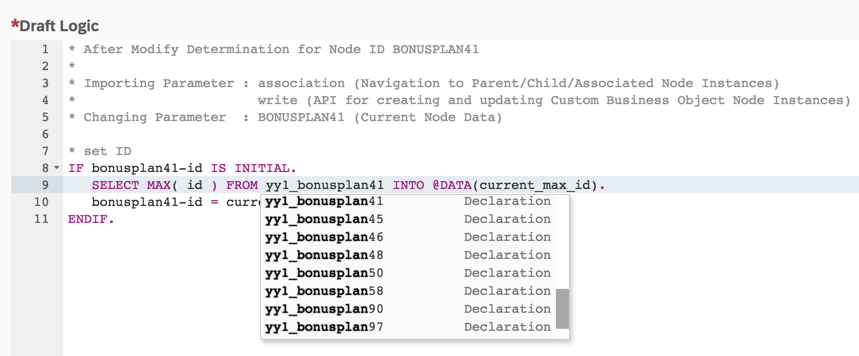 *Draft Logic
1 * After Modify Determination for Node ID BONUSPLAN41
2 *
3 * Importing Parameter : association (Navigation to Parent/Child/Associated Node Instances)
4 * write (API for creating and updating Custom Business Object Node Instances)
5 * Changing Parameter : BONUSPLAN41 (Current Node Data)
6
7 * set ID
8 IF bonusplan41-id IS INITIAL.
9 SELECT MAX( id ) FROM yy1_bonusplan41 INTO @DATA(current_max_id).
10 bonusplan41-id = curr
11 ENDIF.
yy1_bonusplan41 Declaration
yy1_bonusplan45 Declaration
yy1_bonusplan46 Declaration
yy1_bonusplan48 Declaration
yy1_bonusplan50 Declaration
yy1_bonusplan58 Declaration
yy1_bonusplan90 Declaration
yy1_bonusplan97 Declaration